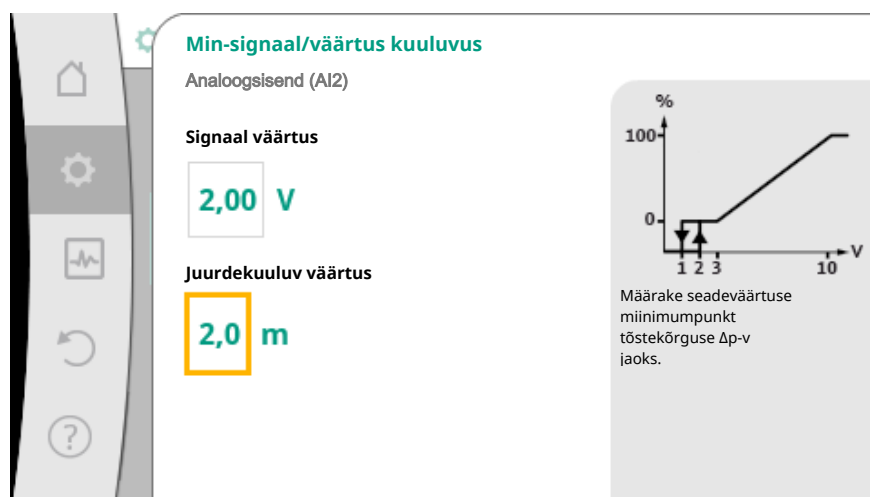 Min-signaal/väärtus kuuluvus
Analoogsisend (AI2)
Signaal väärtus
2,00 V
Juurdekuuluv väärtus
2,0 m
%
100
0
V
1 2 3 10
Määrake seadeväärtuse
miinimumpunkt
tõstekõrguse Δp-v
jaoks.
?